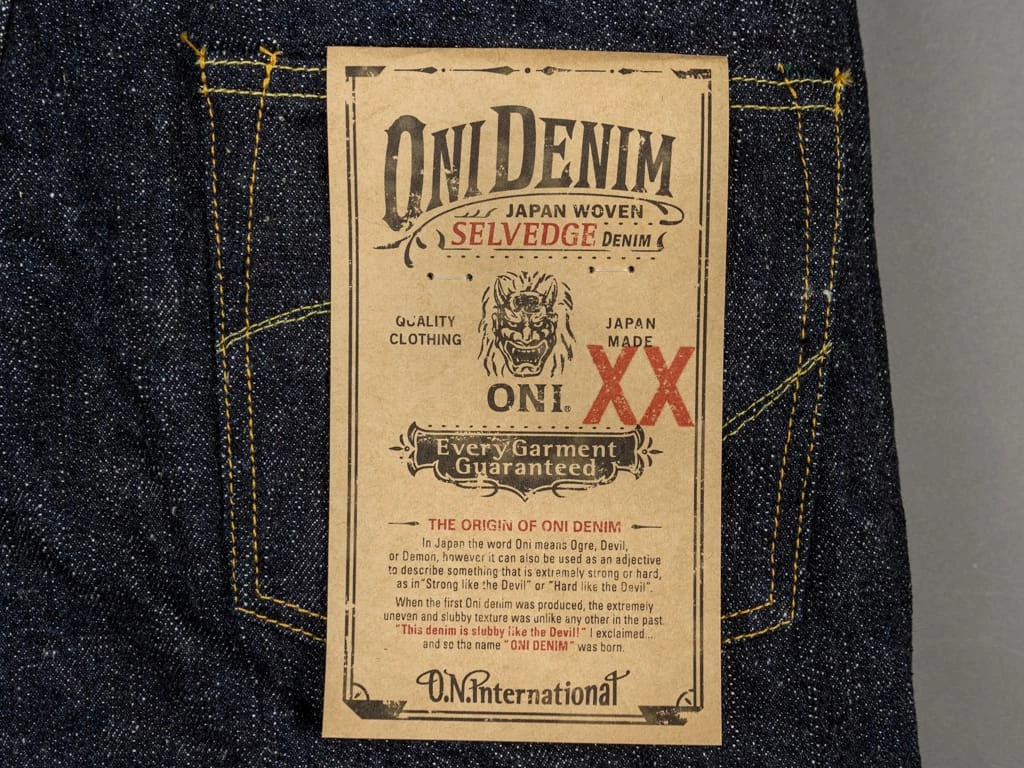 ONI DENIM
JAPAN WOVEN
SELVEDGE DENIM
QUALITY
CLOTHING
JAPAN
MADE
XX
ONI®
Every Garment
Guaranteed
THE ORIGIN OF ONI DENIM
In Japan the word Oni means Ogre, Devil,
or Demon, however it can also be used as an adjective
to describe something that is extremely strong or hard,
as in "Strong like the Devil" or "Hard like the Devil".
When the first Oni denim was produced, the extremely
uneven and slubby texture was unlike any other in the past.
"This denim is slubby like the Devil!" I exclaimed...
and so the name "ONI DENIM" was born.
O.N.International